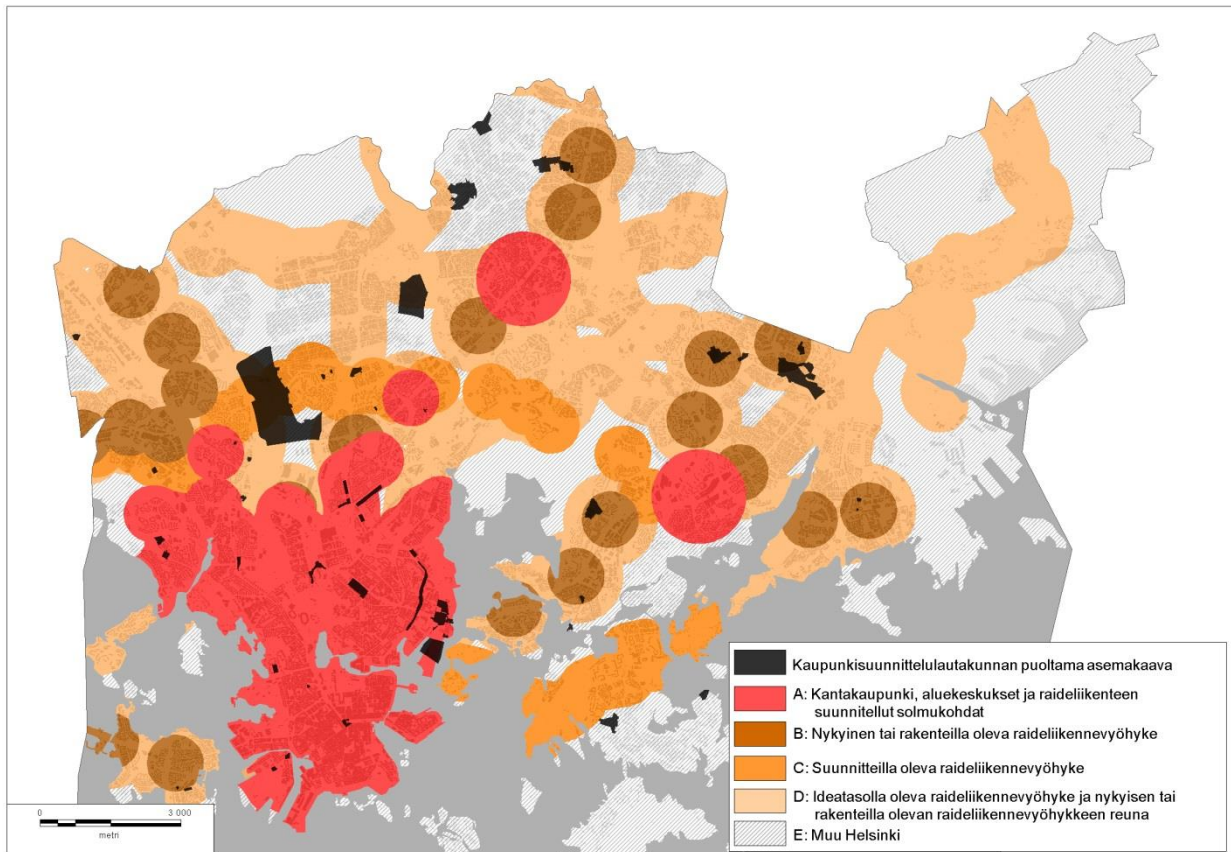 Kaupunkisuunnittelulautakunnan puoltama asemakaava
A: Kantakaupunki, aluekeskukset ja raideliikenteen
suunnitellut solmukohdat
B: Nykyinen tai rakenteilla oleva raideliikennevyöhyke
C: Suunnitteilla oleva raideliikennevyöhyke
D: Ideatasolla oleva raideliikennevyöhyke ja nykyisen tai
rakenteilla olevan raideliikennevyöhykkeen reuna
E: Muu Helsinki
0 3 000
metri